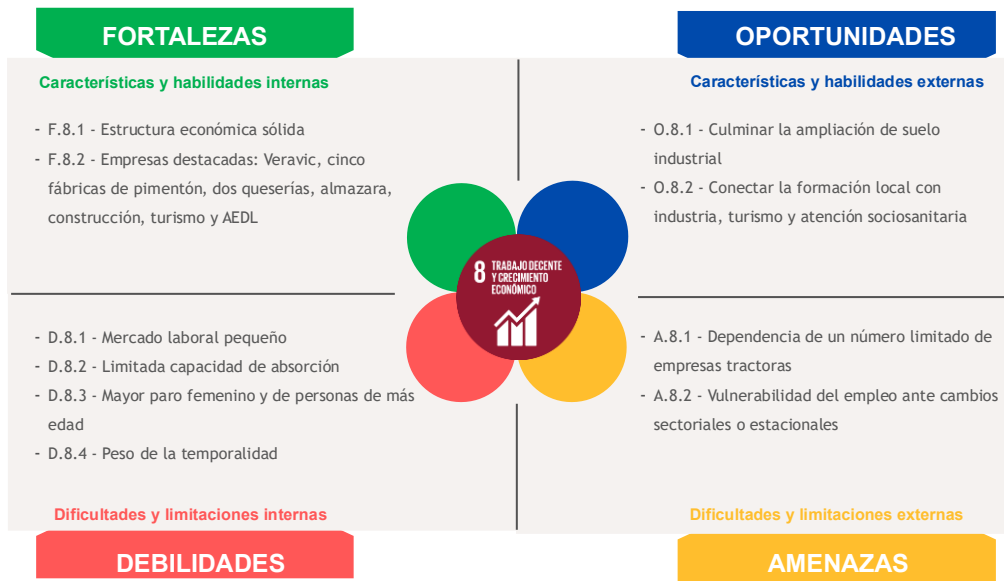 FORTALEZAS
Características y habilidades internas
- F.8.1 - Estructura económica sólida
- F.8.2 - Empresas destacadas: Veravic, cinco
fábricas de pimentón, dos queserías, almazara,
construcción, turismo y AEDL
OPORTUNIDADES
Características y habilidades externas
- O.8.1 - Culminar la ampliación de suelo
industrial
- O.8.2 - Conectar la formación local con
industria, turismo y atención sociosanitaria
8 TRABAJO DECENTE
Y CRECIMIENTO
ECONÓMICO
- D.8.1 - Mercado laboral pequeño
- D.8.2 - Limitada capacidad de absorción
- D.8.3 - Mayor paro femenino y de personas de más
edad
- D.8.4 - Peso de la temporalidad
Dificultades y limitaciones internas
DEBILIDADES
- A.8.1 - Dependencia de un número limitado de
empresas tractoras
- A.8.2 - Vulnerabilidad del empleo ante cambios
sectoriales o estacionales
Dificultades y limitaciones externas
AMENAZAS